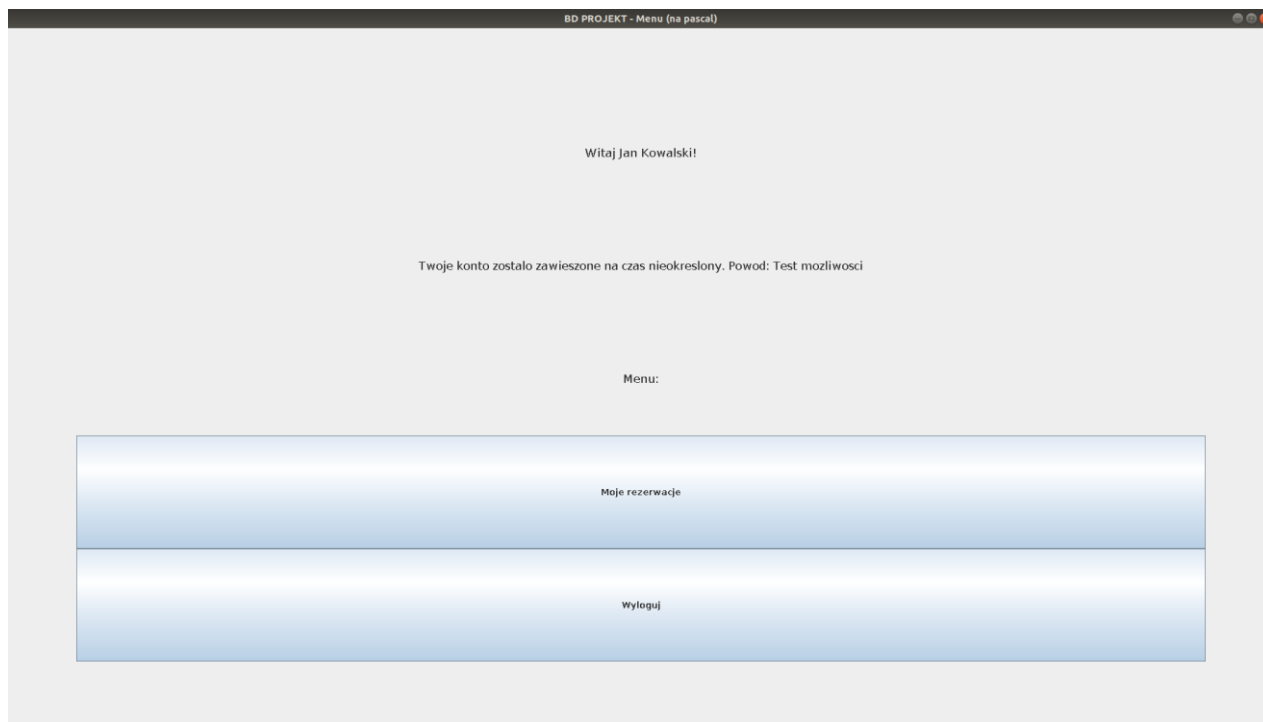 BD PROJEKT - Menu (na pascal)
Witaj Jan Kowalski!
Twoje konto zostalo zawieszone na czas nieokreslony. Powod: Test mozliwosci
Menu:
Moje rezerwacje
Wyloguj